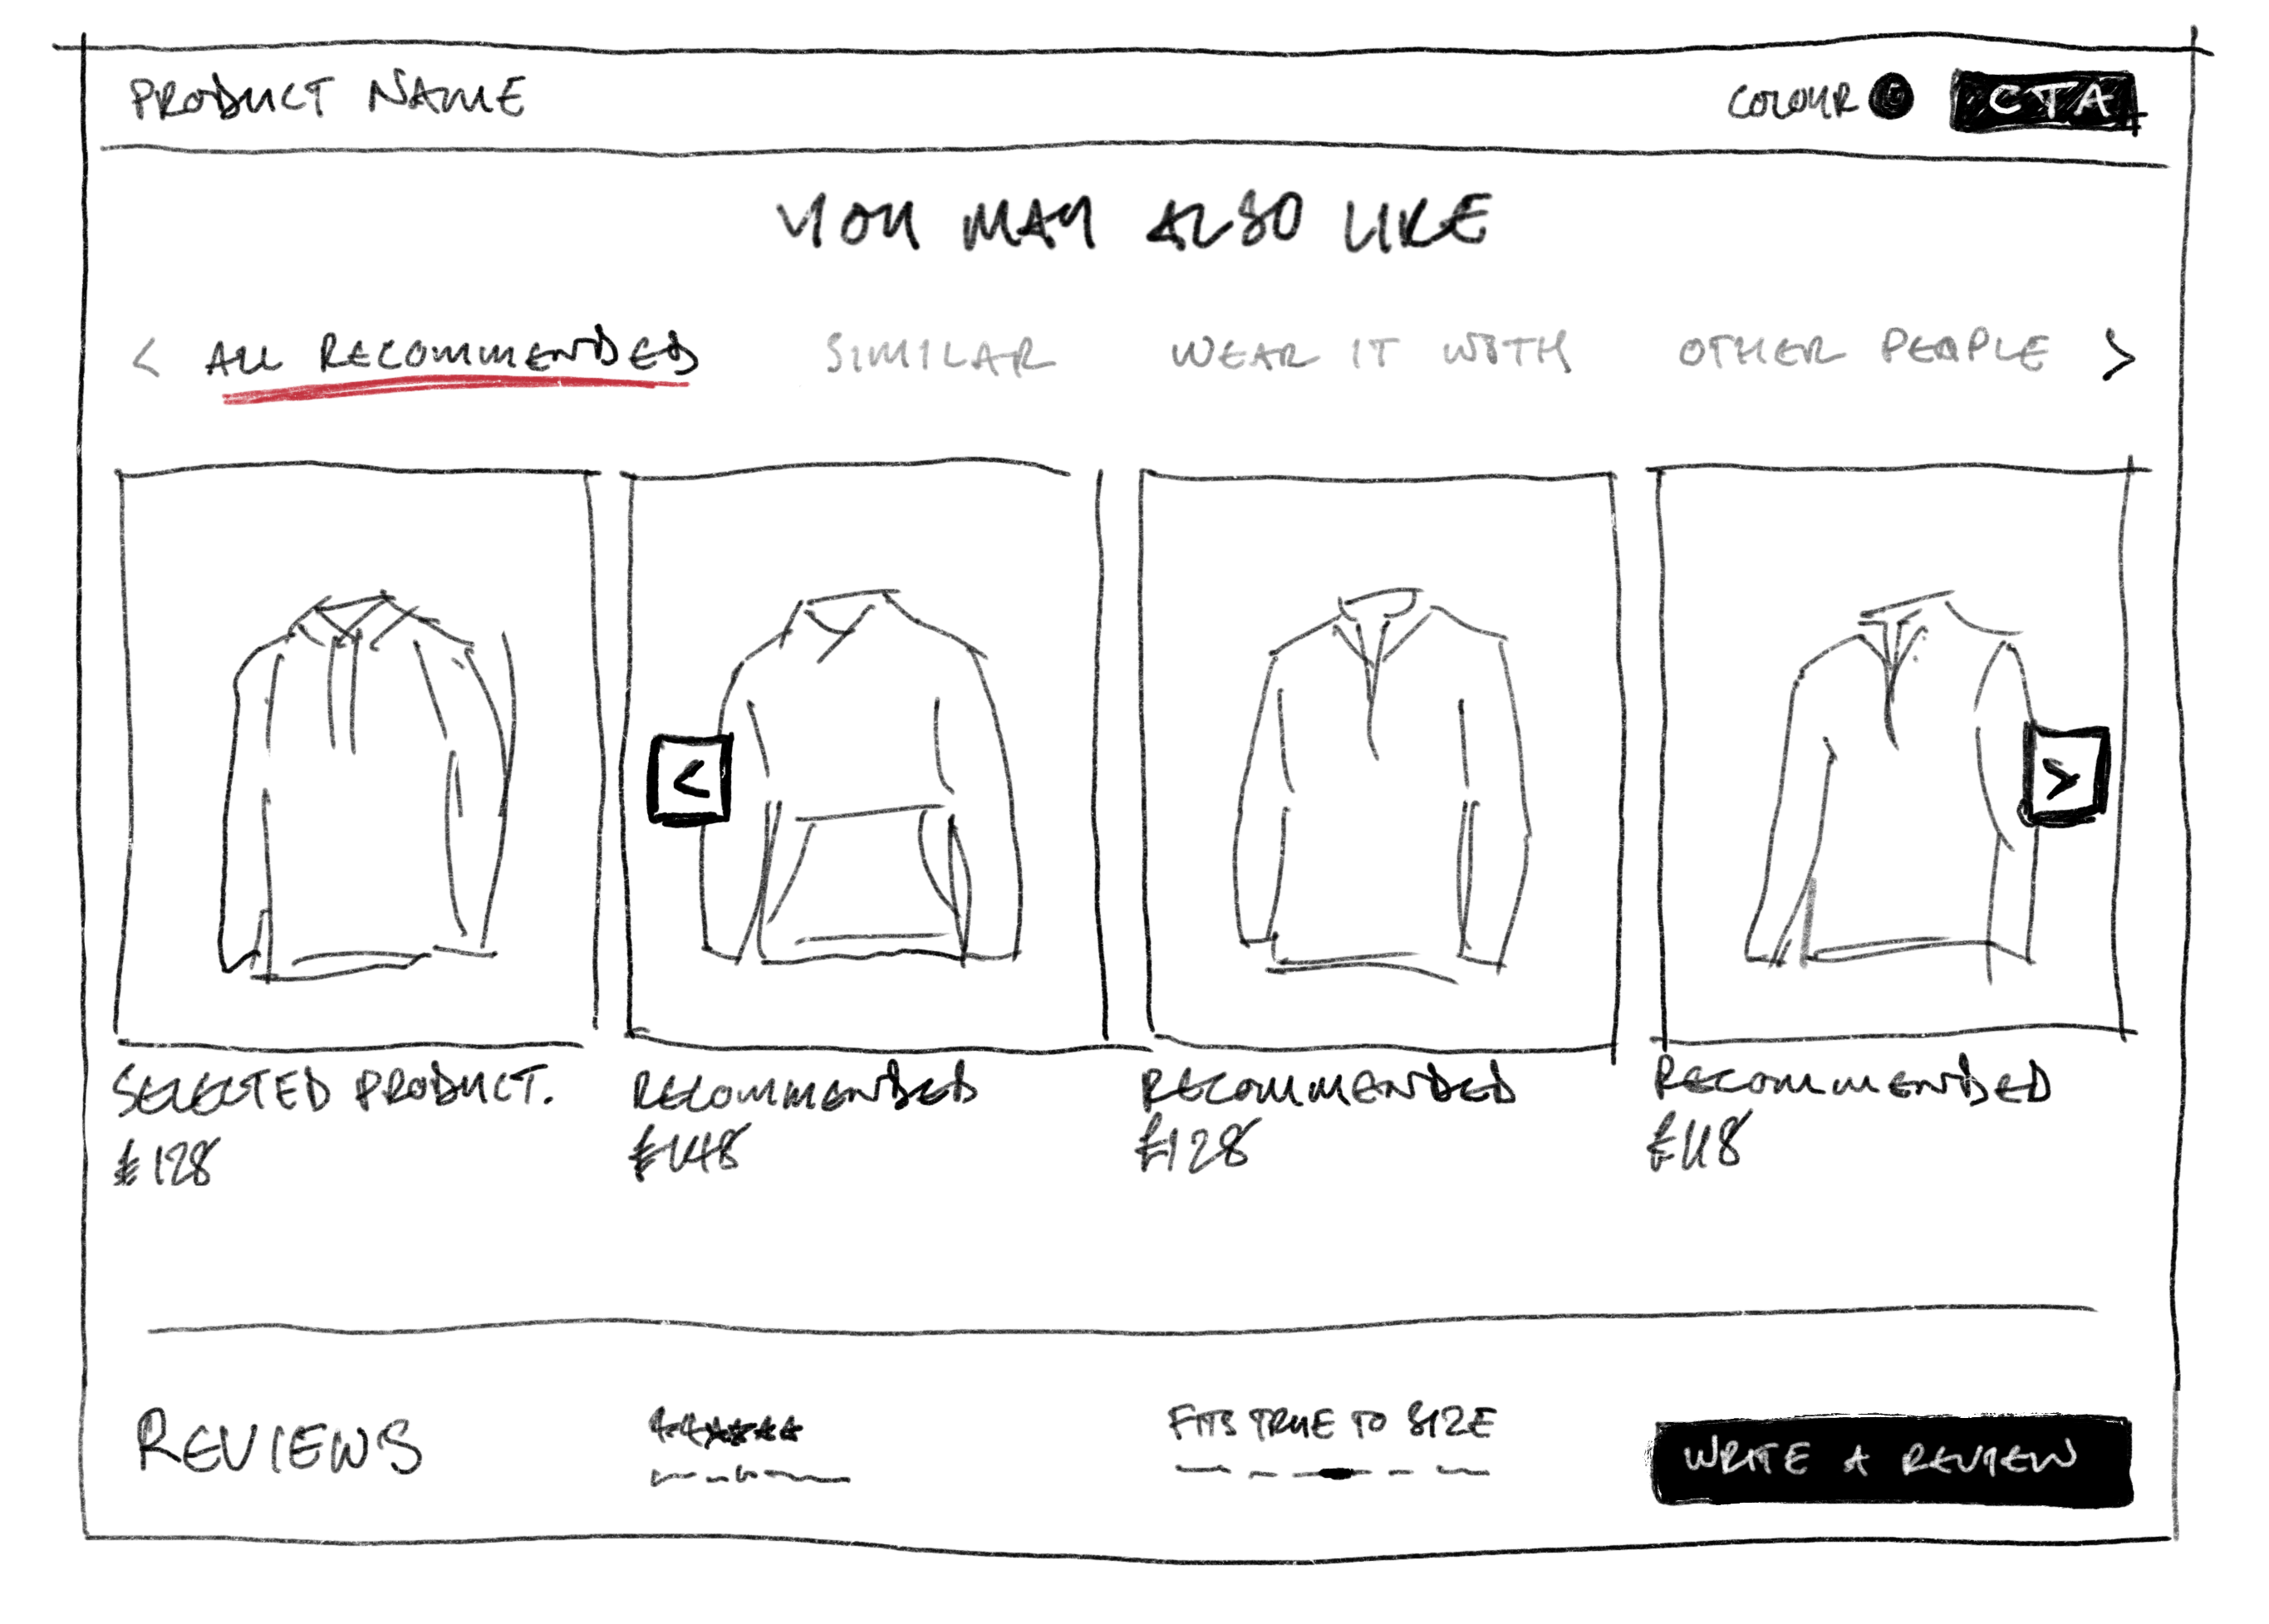 PRODUCT NAME
COLOUR
CTA
YOU MAY ALSO LIKE
< ALL RECOMMENDED SIMILAR WEAR IT WITH OTHER PEOPLE >
<
>
SELECTED PRODUCT.
£128
RECOMMENDED
£148
RECOMMENDED
£128
RECOMMENDED
£118
REVIEWS
FITS TRUE TO SIZE
WRITE A REVIEW